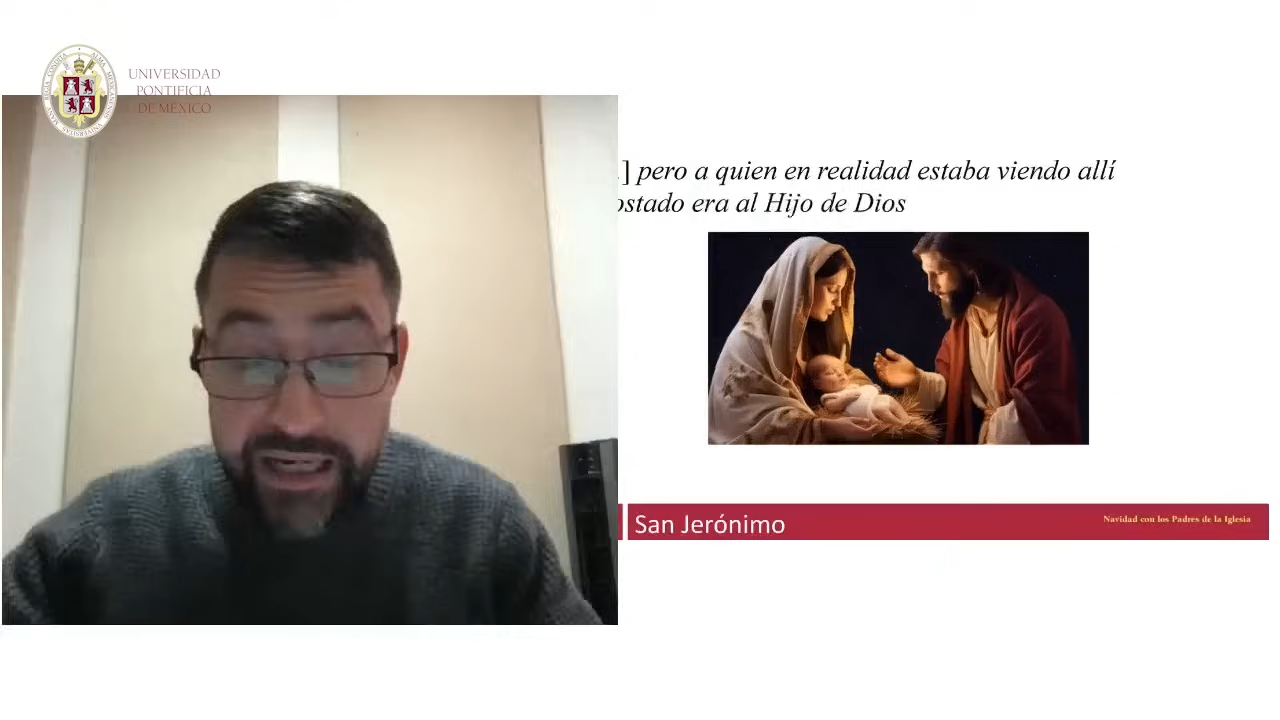 UNIVERSIDAD
PONTIFICIA
DE MÉXICO
] pero a quien en realidad estaba viendo allí
ostado era al Hijo de Dios
San Jerónimo
Navidad con los Padres de la Iglesia